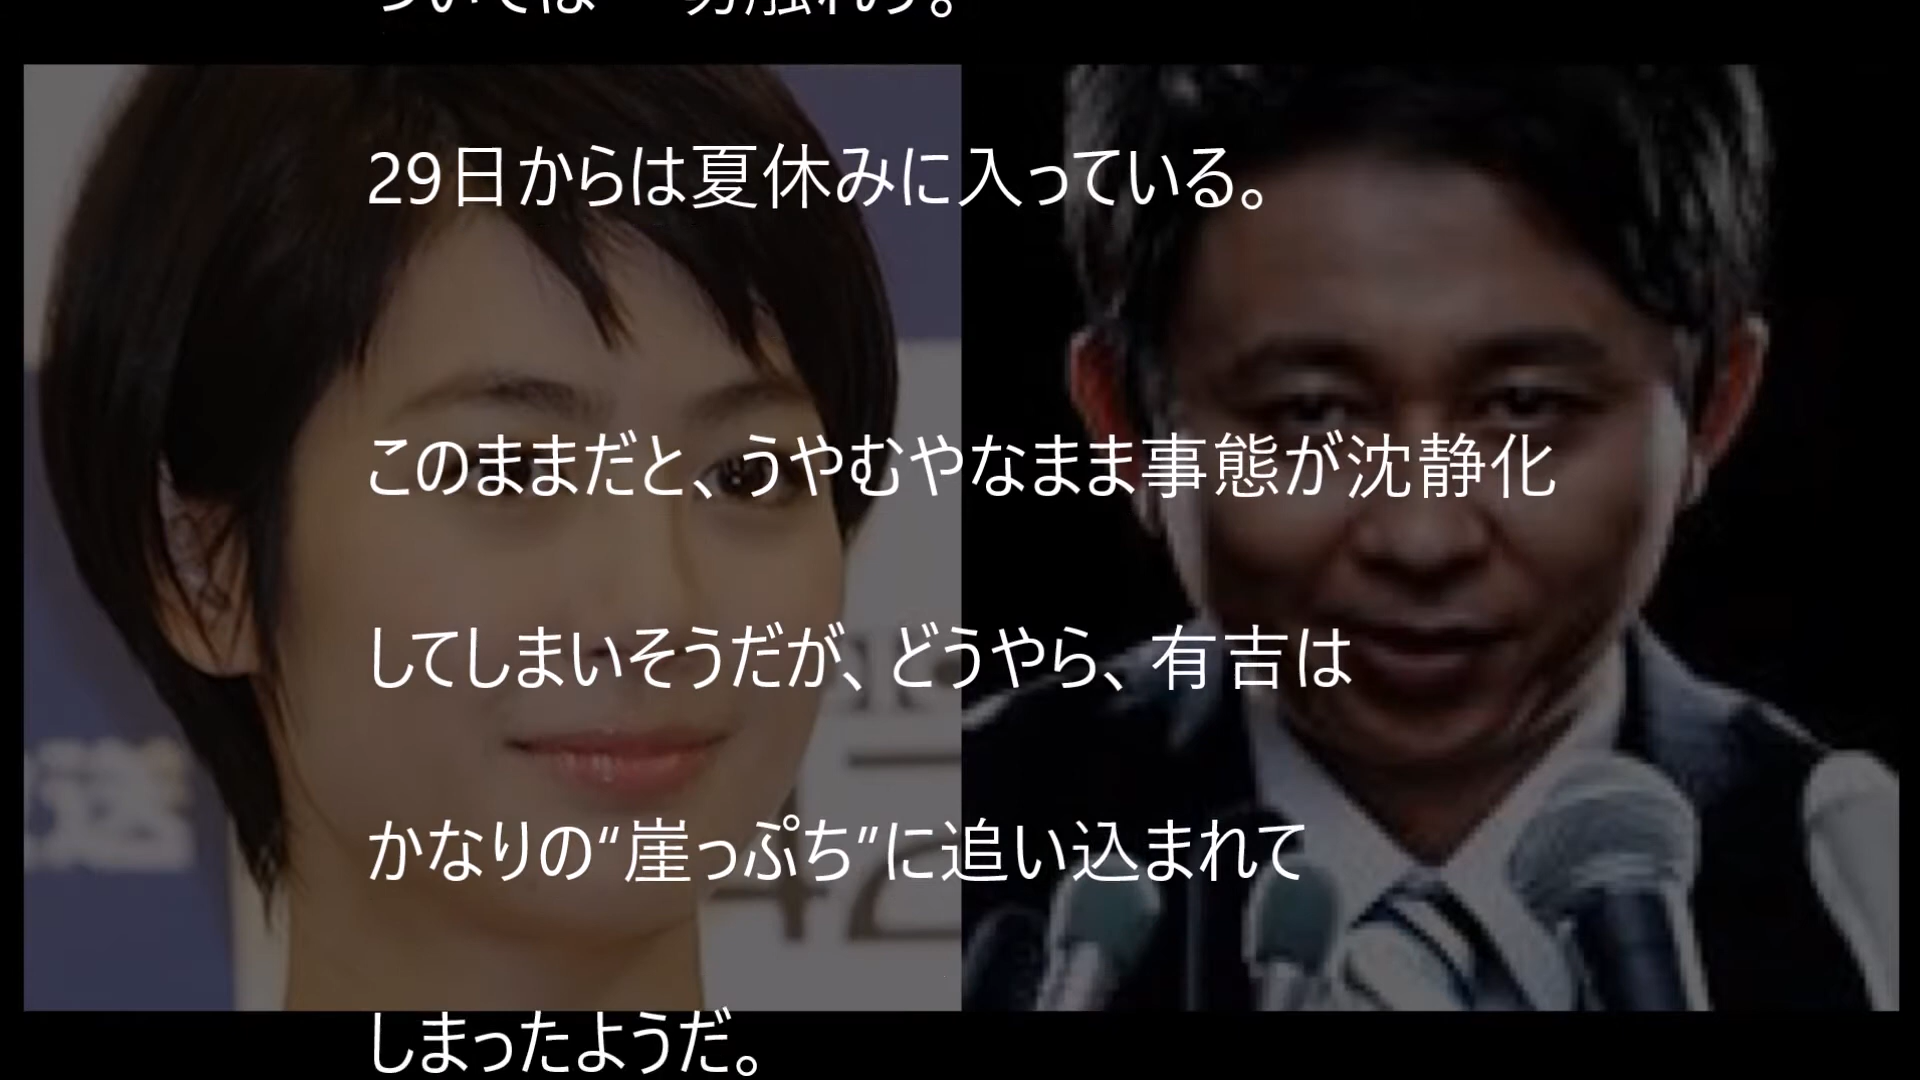 29日からは夏休みに入っている。
このままだと、うやむやなまま事態が沈静化
してしまいそうだが、どうやら、有吉は
かなりの“崖っぷち”に追い込まれて
しまったようだ。